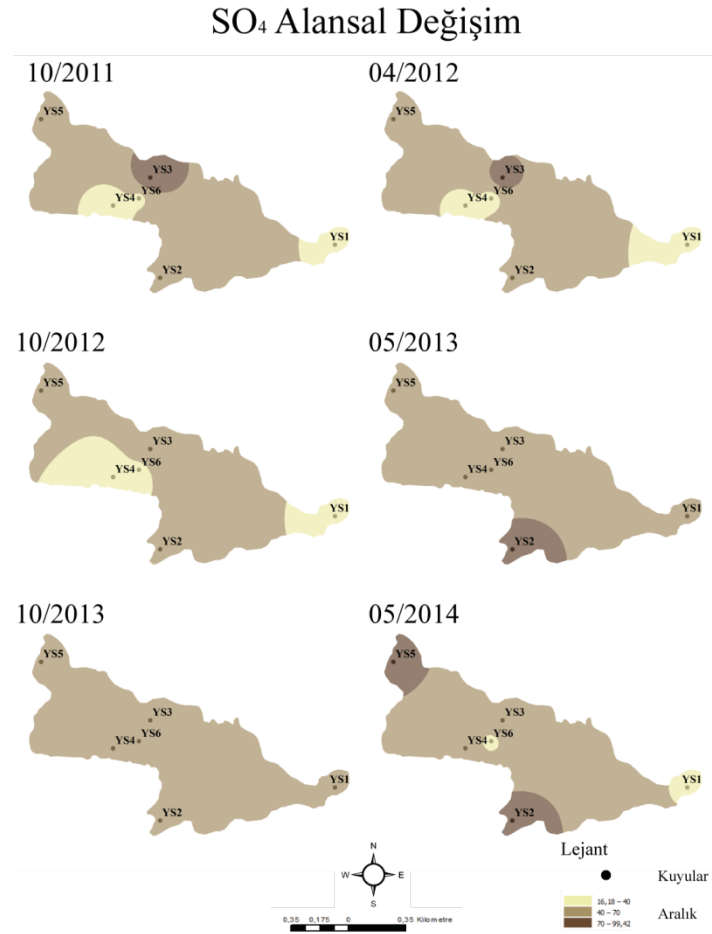 SO₄ Alansal Değişim
10/2011
04/2012
YS5
YS3
YS4
YS6
YS1
YS2
YS5
YS3
YS4
YS6
YS1
YS2
10/2012
05/2013
YS5
YS3
YS4
YS6
YS1
YS2
YS5
YS3
YS4
YS6
YS1
YS2
10/2013
05/2014
YS5
YS3
YS4
YS6
YS1
YS2
YS5
YS3
YS4
YS6
YS1
YS2
N
W E
S
0,35 0,175 0 0,35 Kilometre
Lejant
Kuyular
16,18 – 40
40 – 70
70 – 99,42
Aralık